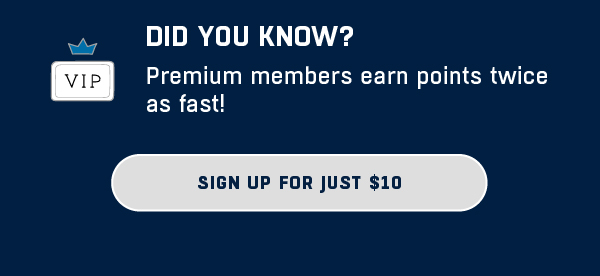 DID YOU KNOW?
VIP
Premium members earn points twice
as fast!
SIGN UP FOR JUST $10